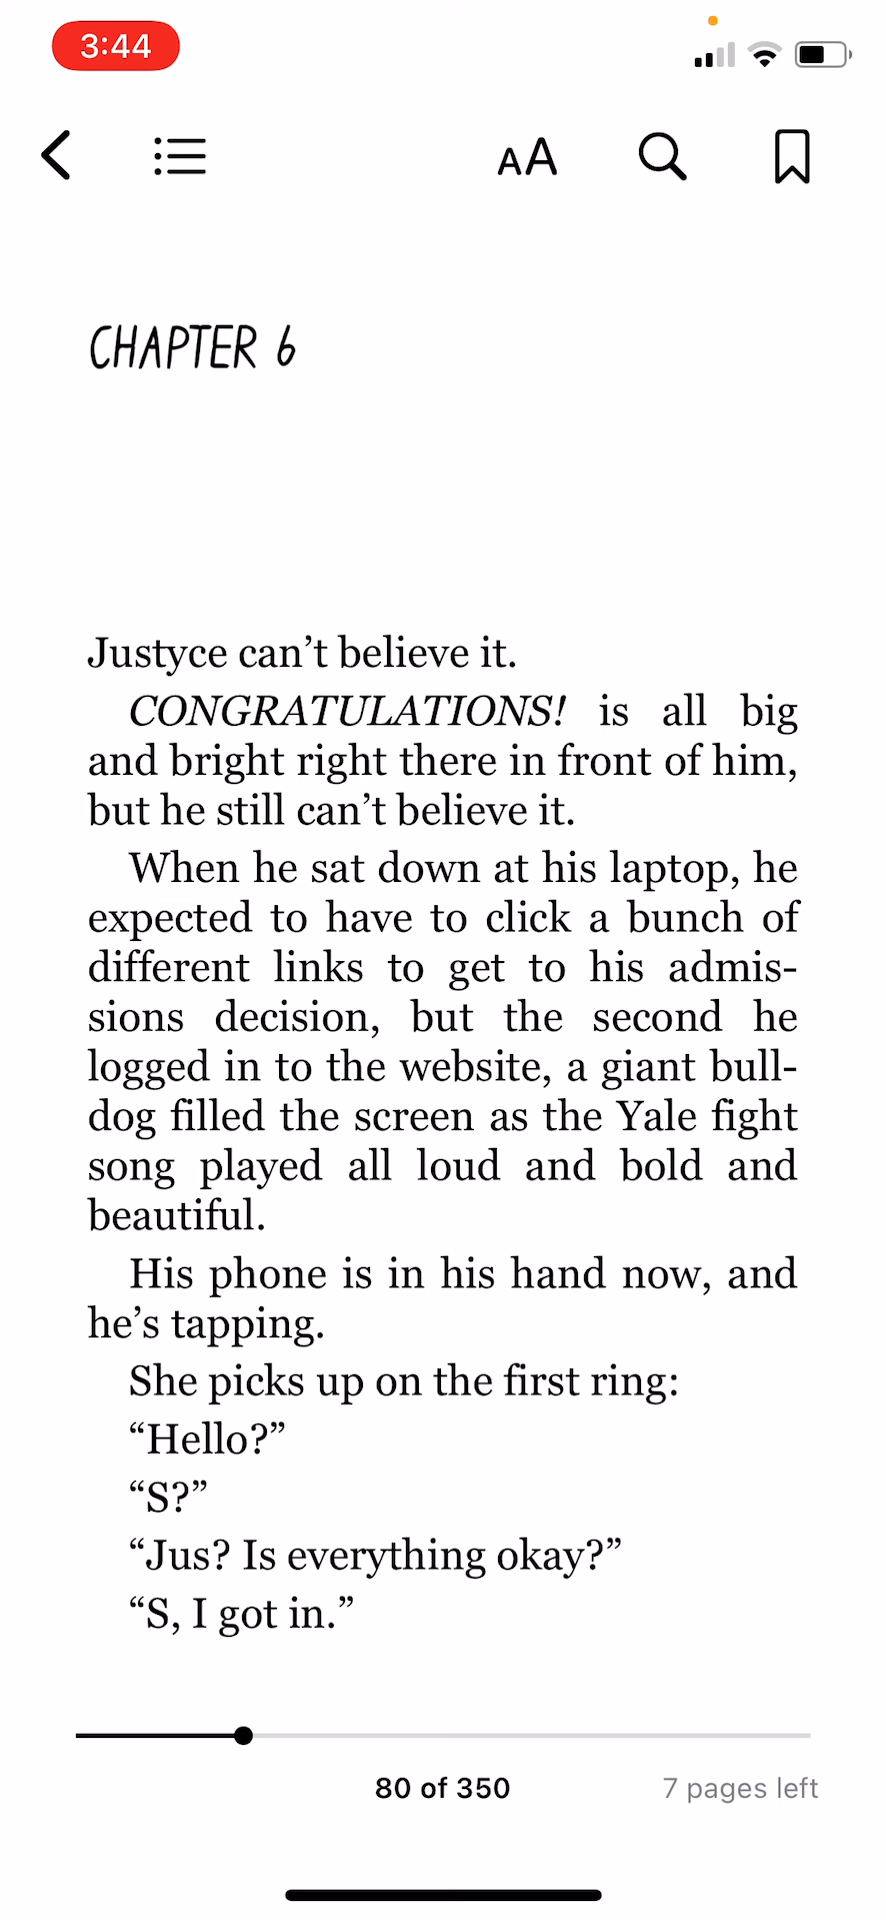 3:44
AA
CHAPTER 6
Justyce can’t believe it.
CONGRATULATIONS! is all big
and bright right there in front of him,
but he still can’t believe it.
When he sat down at his laptop, he
expected to have to click a bunch of
different links to get to his admis-
sions decision, but the second he
logged in to the website, a giant bull-
dog filled the screen as the Yale fight
song played all loud and bold and
beautiful.
His phone is in his hand now, and
he’s tapping.
She picks up on the first ring:
“Hello?”
“S?”
“Jus? Is everything okay?”
“S, I got in.”
80 of 350
7 pages left